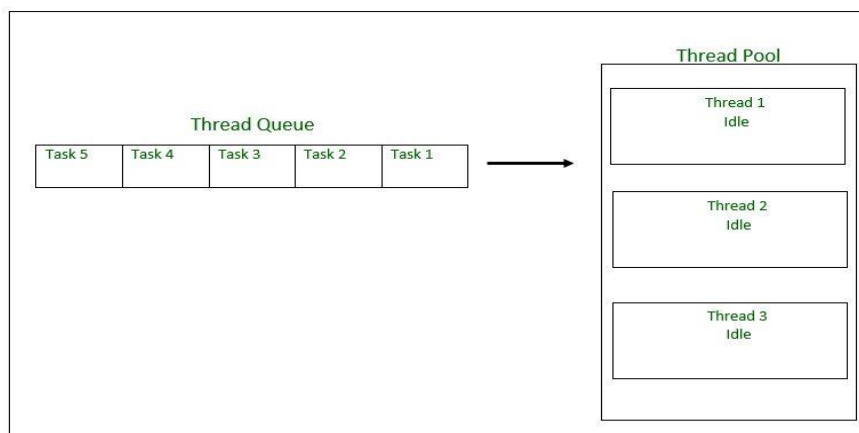 Thread Pool
Thread Queue
Task 5 Task 4 Task 3 Task 2 Task 1
Thread 1
Idle
Thread 2
Idle
Thread 3
Idle